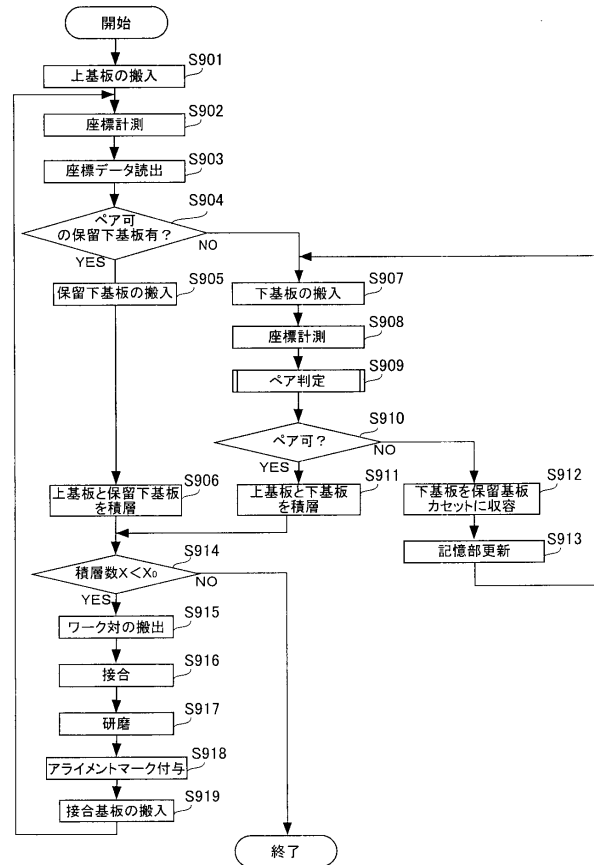 開始
S901
上基板の搬入
S902
座標計測
S903
座標データ読出
S904
ペア可
の保留下基板有?
YES
NO
S905
保留下基板の搬入
S906
上基板と保留下基板
を積層
S907
下基板の搬入
S908
座標計測
S909
ペア判定
S910
ペア可?
YES
NO
S911
上基板と下基板
を積層
S912
下基板を保留基板
カセットに収容
S913
記憶部更新
S914
積層数X<X₀
YES
NO
S915
ワーク対の搬出
S916
接合
S917
研磨
S918
アライメントマーク付与
S919
接合基板の搬入
終了